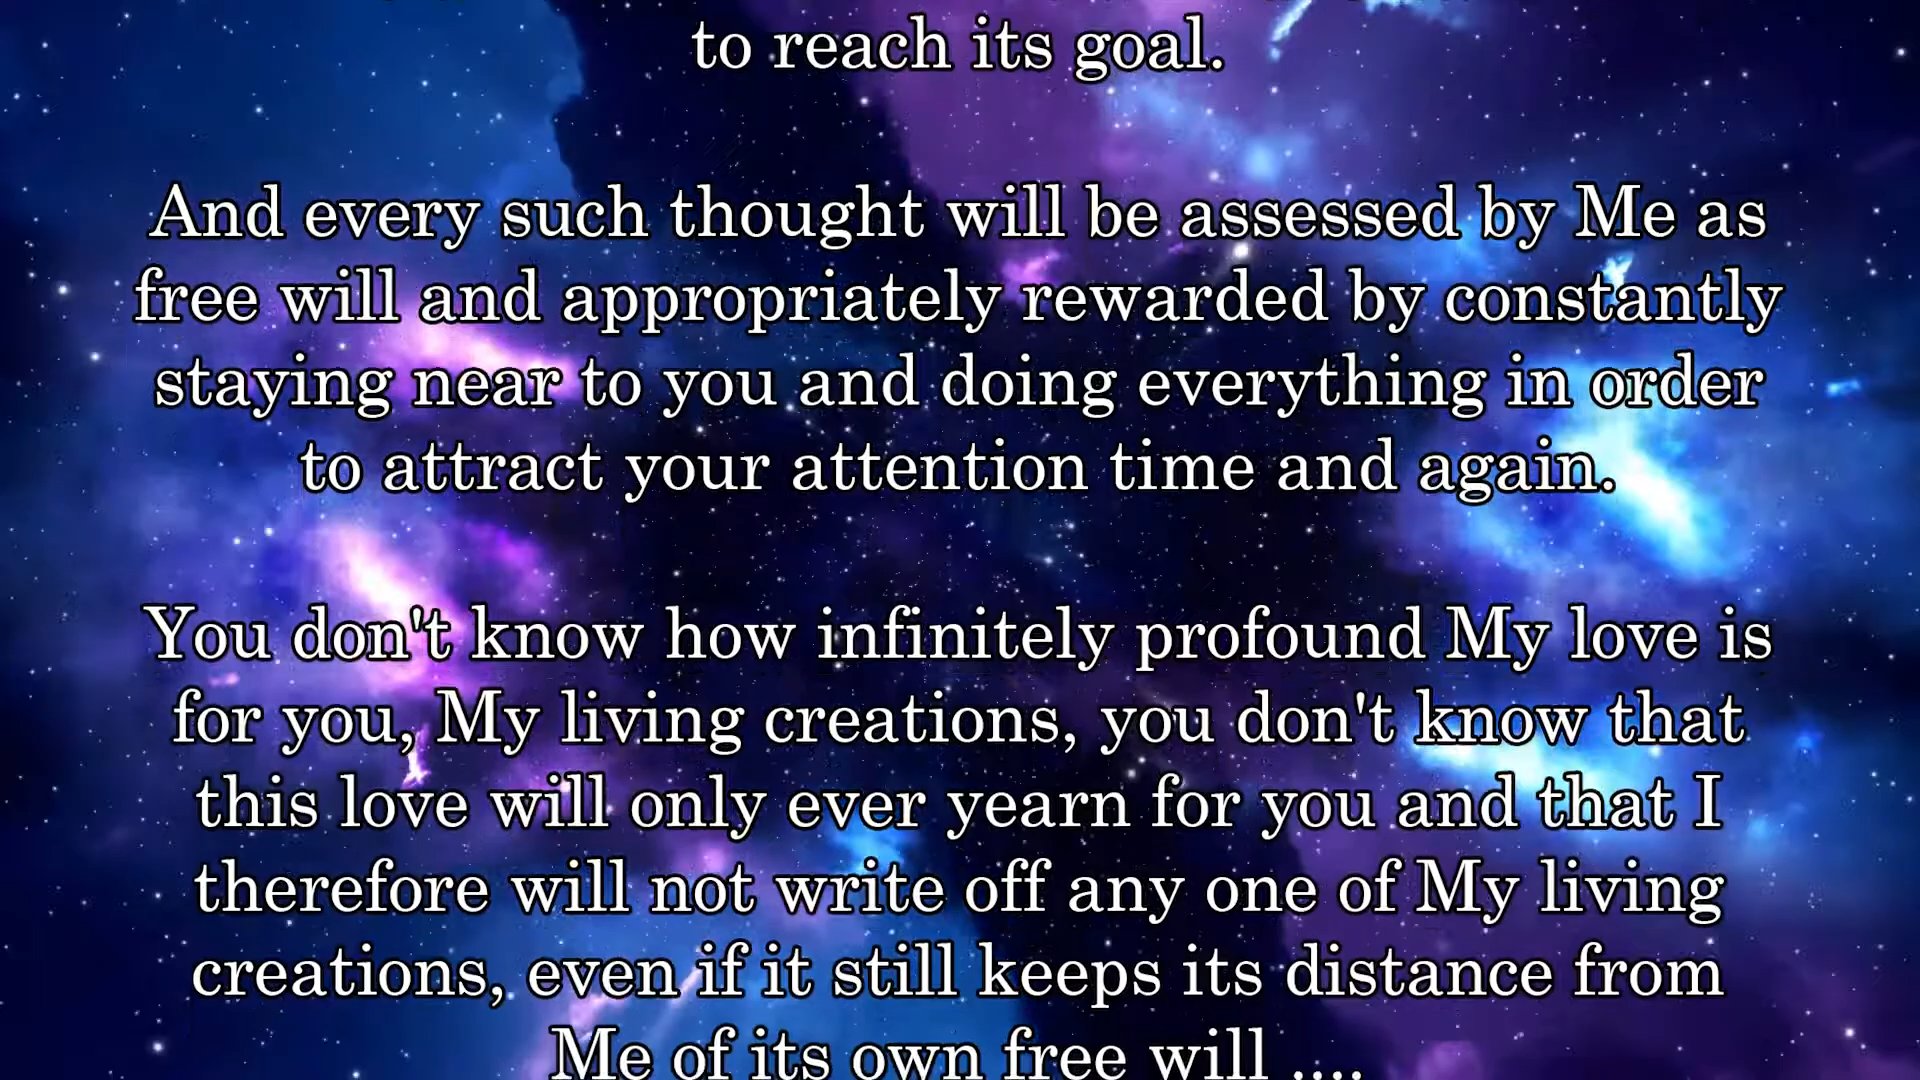 to reach its goal.
And every such thought will be assessed by Me as
free will and appropriately rewarded by constantly
staying near to you and doing everything in order
to attract your attention time and again.
You don't know how infinitely profound My love is
for you, My living creations, you don't know that
this love will only ever yearn for you and that I
therefore will not write off any one of My living
creations, even if it still keeps its distance from
Me of its own free will ....